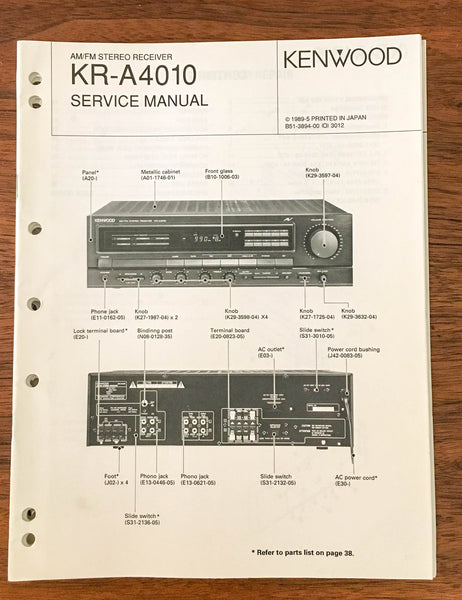 AM/FM STEREO RECEIVER
KR-A4010
SERVICE MANUAL
KENWOOD
© 1989-5 PRINTED IN JAPAN
B51-3894-00 (D) 3012
Panel*
(A20-)
Metallic cabinet
(A01-1746-01)
Front glass
(B10-1006-03)
Knob
(K29-3597-04)
KENWOOD
Phone jack
(E11-0162-05)
Knob
(K27-1987-04) x 2
Knob
(K29-3598-04) X4
Knob
(K27-1725-04)
Knob
(K29-3632-04)
Lock terminal board*
(E20-)
Bindinng post
(N08-0128-35)
Terminal board
(E20-0823-05)
Slide switch*
(S31-3010-05)
AC outlet*
(E03-)
Power cord bushing
(J42-0083-05)
Foot*
(J02-) x 4
Phono jack
(E13-0446-05)
Phono jack
(E13-0621-05)
Slide switch
(S31-2132-05)
AC power cord*
(E30-)
Slide switch*
(S31-2136-05)
* Refer to parts list on page 38.